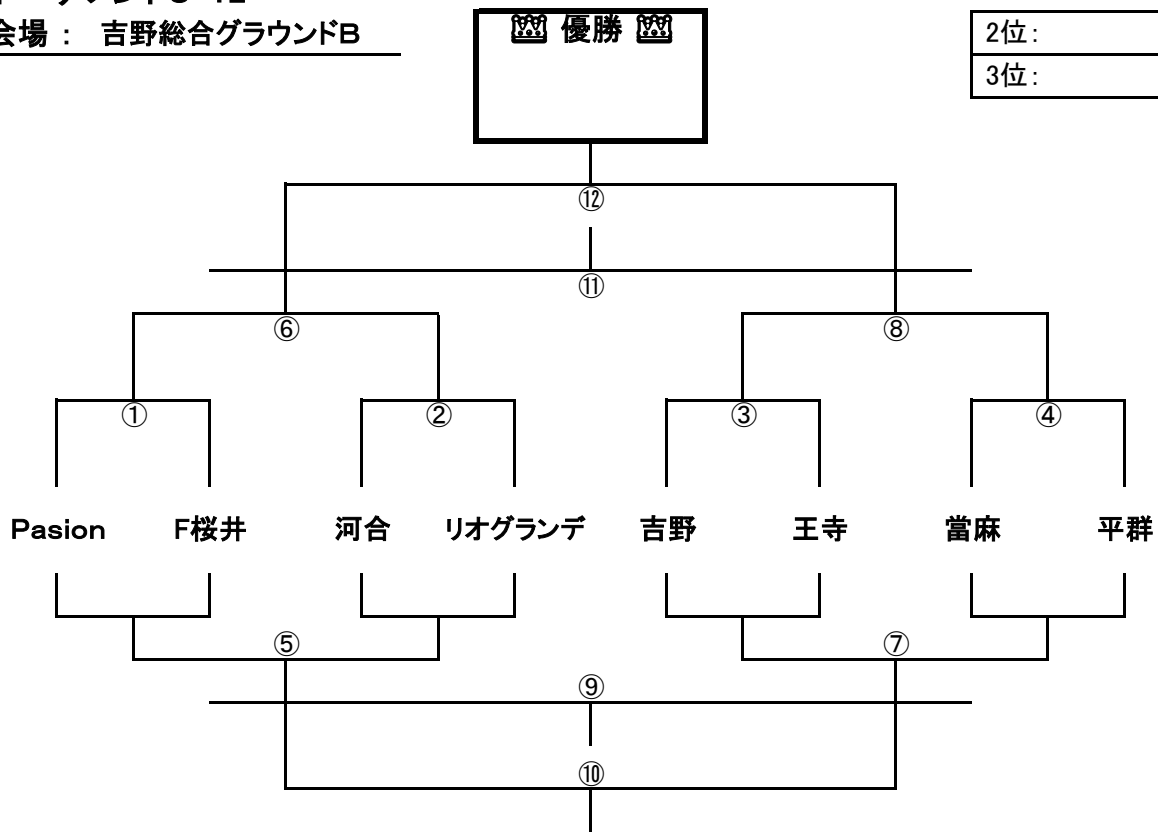 会場 ： 吉野総合グラウンドB
優勝
2位：
3位：
⑫
⑪
⑥ ⑧
① ② ③ ④
Pasion F桜井 河合 リオグランデ 吉野 王寺 當麻 平群
⑤ ⑦
⑨
⑩